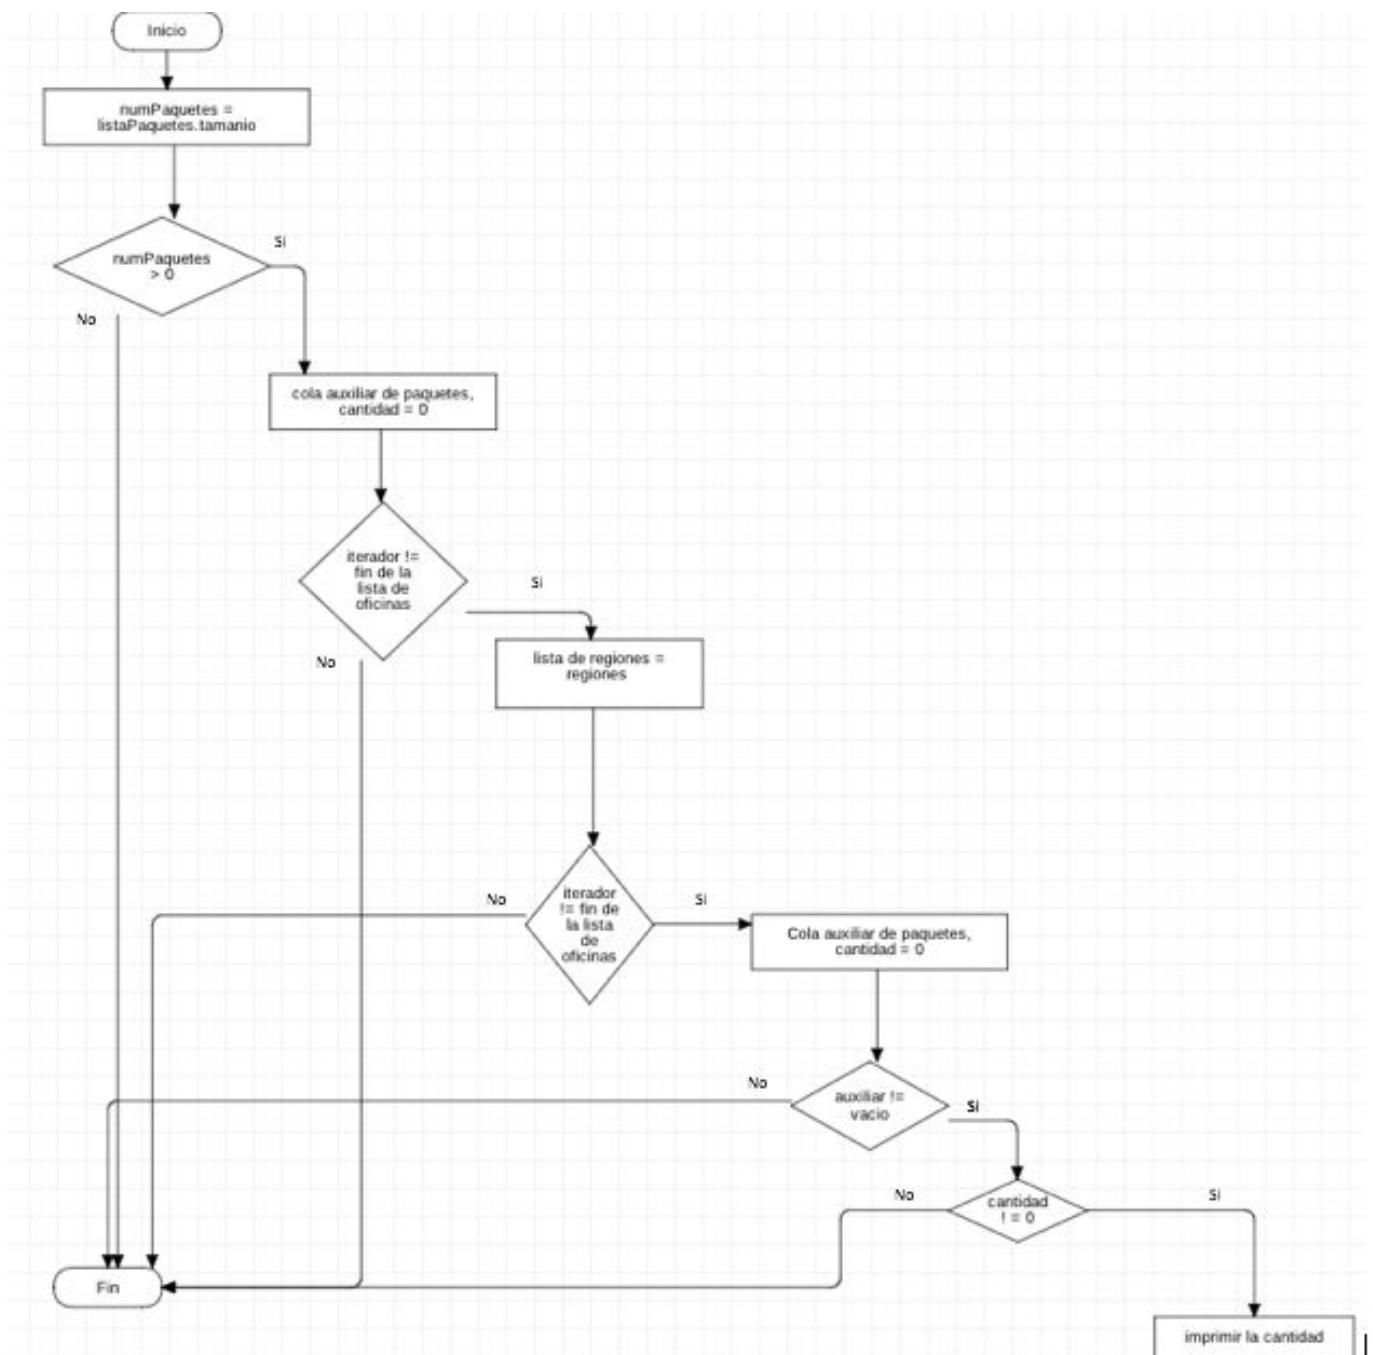 Inicio
numPaquetes =
listaPaquetes.tamanio
Si
numPaquetes
> 0
No
cola auxiliar de paquetes,
cantidad = 0
iterador !=
fin de la
lista de
oficinas
Si
No
lista de regiones =
regiones
No
iterador
!= fin de
la lista
de
oficinas
Si
Cola auxiliar de paquetes,
cantidad = 0
No
auxiliar !=
vacio
Si
No
cantidad
! = 0
Si
Fin
imprimir la cantidad